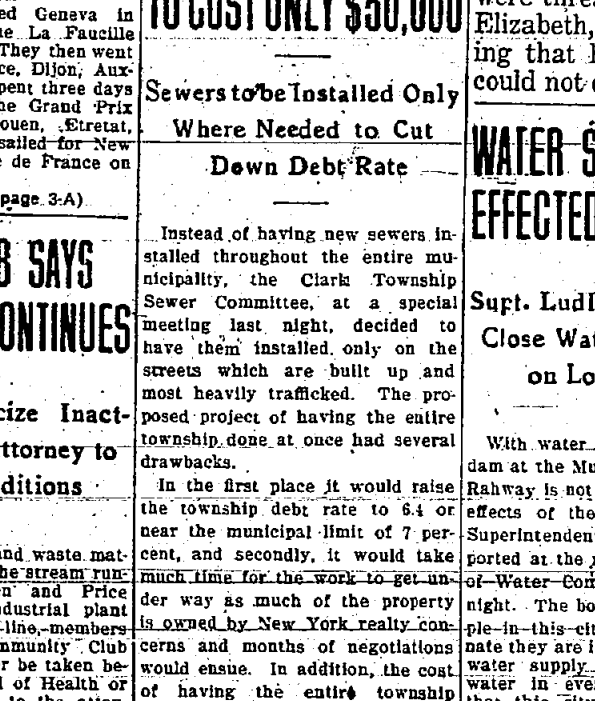 ed Geneva in
ue La Faucille
They then went
ce, Dijon, Aux-
pent three days
he Grand Prix
ouen, Etretat,
sailed for New
e de France on
page 3-A)
B SAYS
ONTINUES
cize Inact-
ttorney to
ditions
and waste mat-
he stream run-
n and Price
ndustrial plant
line, members
mmunity Club
r be taken be-
l of Health or
TO COST ONLY $50,000
Sewers to be Installed Only
Where Needed to Cut
Down Debt Rate
Instead of having new sewers in-
stalled throughout the entire mu-
nicipality, the Clark Township
Sewer Committee, at a special
meeting last night, decided to
have them installed only on the
streets which are built up and
most heavily trafficked. The pro-
posed project of having the entire
township done at once had several
drawbacks.
In the first place it would raise
the township debt rate to 6.4 or
near the municipal limit of 7 per-
cent, and secondly, it would take
much time for the work to get un-
der way as much of the property
is owned by New York realty con-
cerns and months of negotiations
would ensue. In addition, the cost
of having the entire township
were threa
Elizabeth,
ing that
could not
WATER S
EFFECTED
Supt. Ludl
Close Wat
on Lo
With water
dam at the Mu
Rahway is not
effects of the
Superintenden
ported at the
of Water Com
night. The bo
ple in this cit
nate they are i
water supply
water in eve
that this city